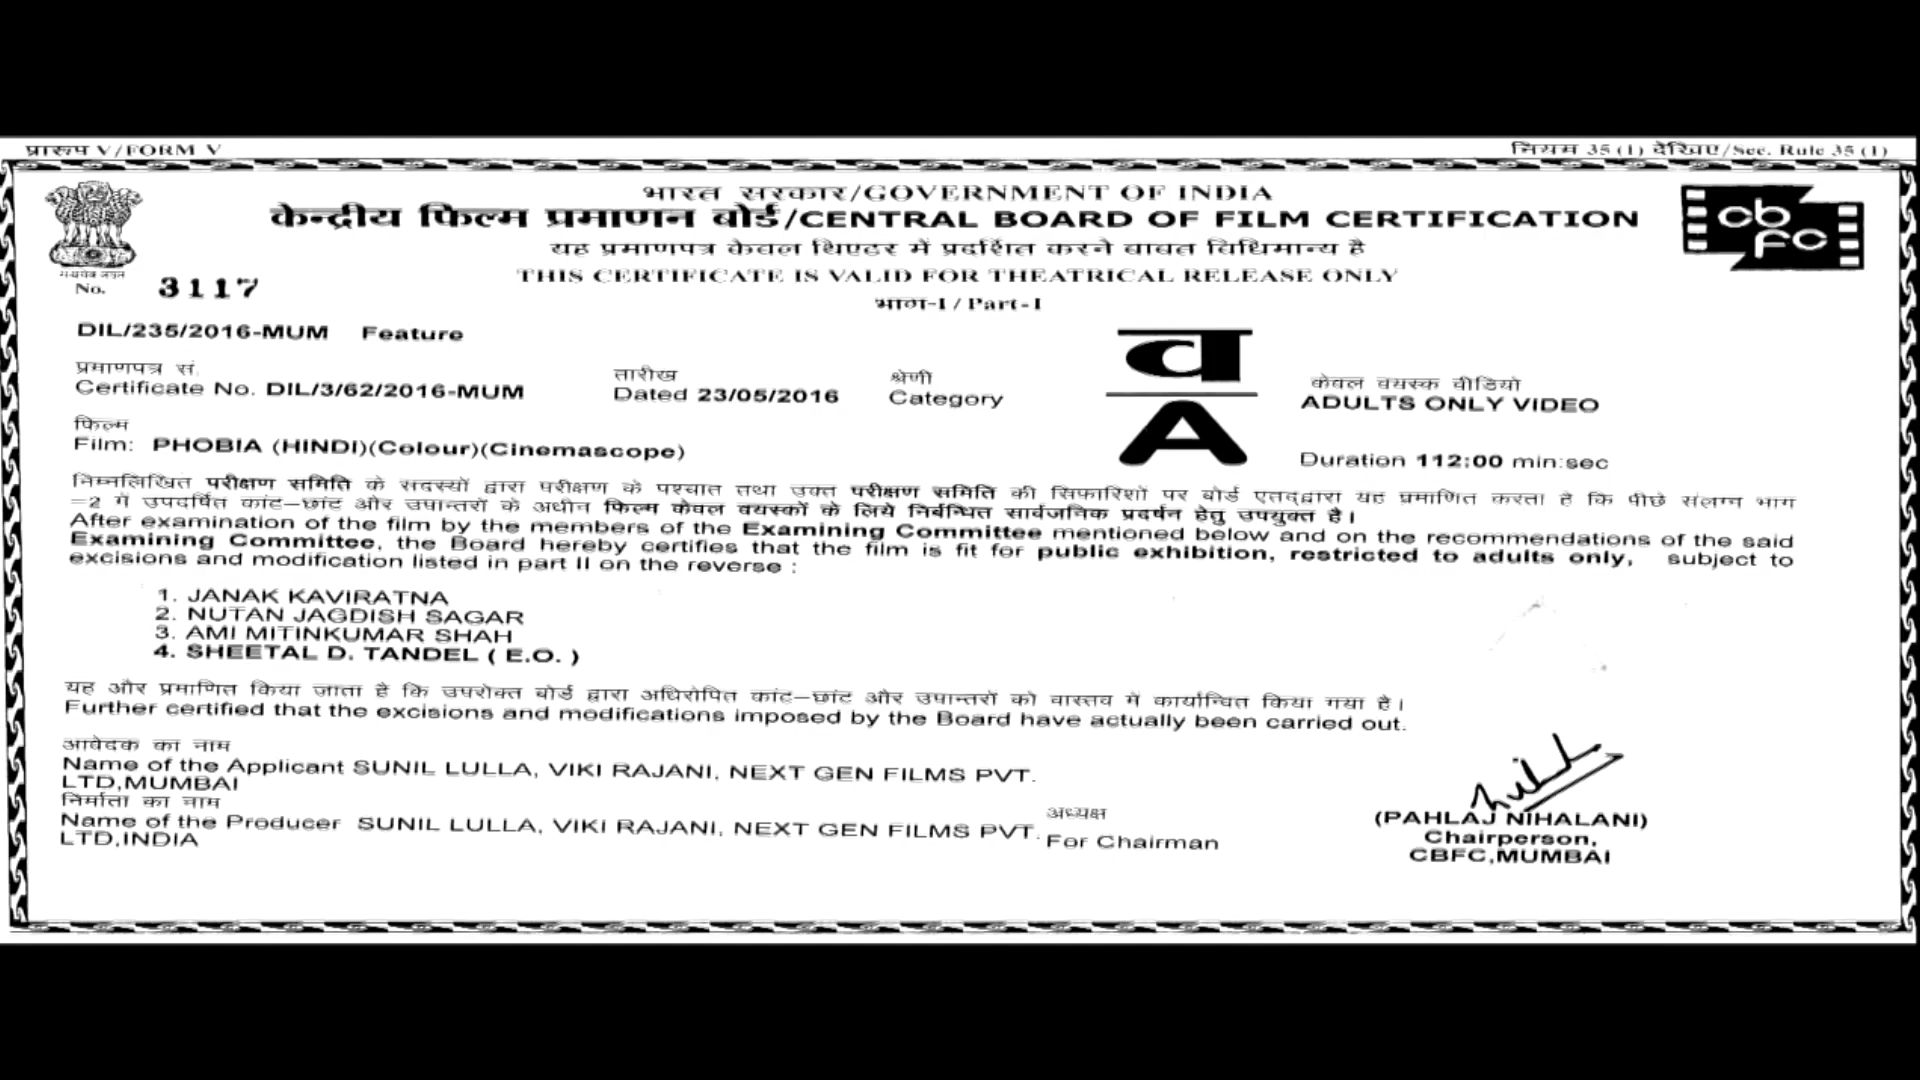 प्रारूप V/FORM V
नियम 35 (1) देखिए/See. Rule 35 (1)
भारत सरकार/GOVERNMENT OF INDIA
केन्द्रीय फिल्म प्रमाणन बोर्ड/CENTRAL BOARD OF FILM CERTIFICATION
cbfc
यह प्रमाणपत्र केवल थिएटर में प्रदर्शित करने बाबत विधिमान्य है
सत्यमेव जयते
THIS CERTIFICATE IS VALID FOR THEATRICAL RELEASE ONLY
No. 3117
भाग-I / Part-I
DIL/235/2016-MUM Feature
प्रमाणपत्र सं.
Certificate No. DIL/3/62/2016-MUM
तारीख
Dated 23/05/2016
श्रेणी
Category
व
A
केवल वयस्क वीडियो
ADULTS ONLY VIDEO
फिल्म
Film: PHOBIA (HINDI)(Colour)(Cinemascope)
Duration 112:00 min:sec
निम्नलिखित परीक्षण समिति के सदस्यों द्वारा परीक्षण के पश्चात तथा उक्त परीक्षण समिति की सिफारिशों पर बोर्ड एतद्द्वारा यह प्रमाणित करता है कि पीछे संलग्न भाग
=2 में उपदर्षित कांट-छांट और उपान्तरों के अधीन फिल्म केवल वयस्कों के लिये निर्बन्धित सार्वजनिक प्रदर्षन हेतु उपयुक्त है।
After examination of the film by the members of the Examining Committee mentioned below and on the recommendations of the said
Examining Committee, the Board hereby certifies that the film is fit for public exhibition, restricted to adults only, subject to
excisions and modification listed in part II on the reverse :
1. JANAK KAVIRATNA
2. NUTAN JAGDISH SAGAR
3. AMI MITINKUMAR SHAH
4. SHEETAL D. TANDEL ( E.O. )
यह और प्रमाणित किया जाता है कि उपरोक्त बोर्ड द्वारा अधिरोपित कांट-छांट और उपान्तरों को वास्तव में कार्यान्वित किया गया है।
Further certified that the excisions and modifications imposed by the Board have actually been carried out.
आवेदक का नाम
Name of the Applicant SUNIL LULLA, VIKI RAJANI, NEXT GEN FILMS PVT.
LTD,MUMBAI
निर्माता का नाम
Name of the Producer SUNIL LULLA, VIKI RAJANI, NEXT GEN FILMS PVT.
LTD,INDIA
अध्यक्ष
For Chairman
(PAHLAJ NIHALANI)
Chairperson,
CBFC,MUMBAI